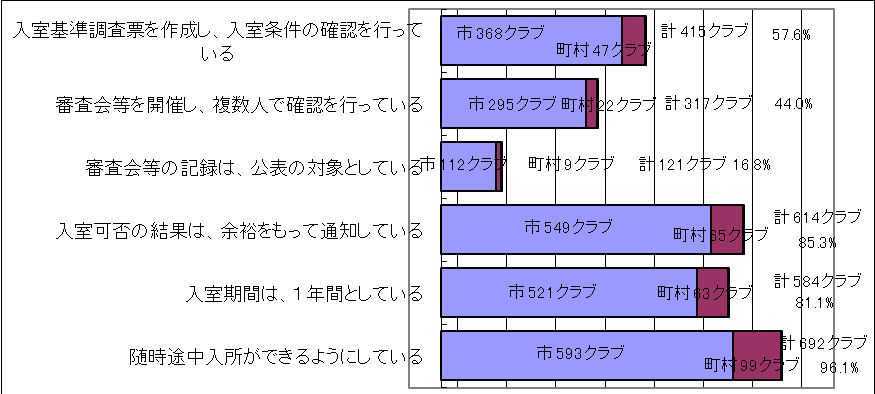 入室基準調査票を作成し、入室条件の確認を行って
いる
市368クラブ
町村47クラブ
計415クラブ
57.6%
審査会等を開催し、複数人で確認を行っている
市295クラブ
町村22クラブ
計317クラブ
44.0%
審査会等の記録は、公表の対象としている
市112クラブ
町村9クラブ
計121クラブ
16.8%
入室可否の結果は、余裕をもって通知している
市549クラブ
町村65クラブ
計614クラブ
85.3%
入室期間は、1年間としている
市521クラブ
町村63クラブ
計584クラブ
81.1%
随時途中入所ができるようにしている
市593クラブ
町村99クラブ
計692クラブ
96.1%